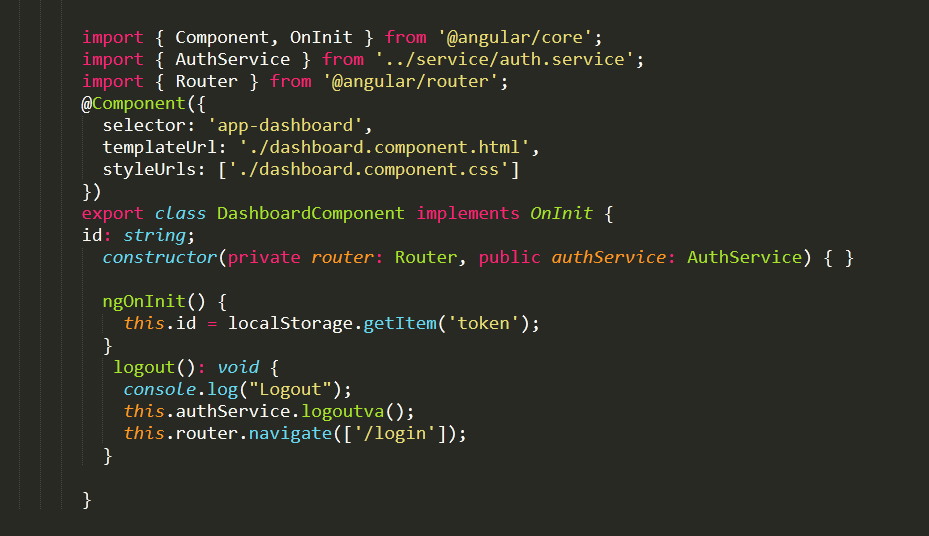 import { Component, OnInit } from '@angular/core';
import { AuthService } from '../service/auth.service';
import { Router } from '@angular/router';
@Component({
  selector: 'app-dashboard',
  templateUrl: './dashboard.component.html',
  styleUrls: ['./dashboard.component.css']
})
export class DashboardComponent implements OnInit {
id: string;
  constructor(private router: Router, public authService: AuthService) { }
  ngOnInit() {
    this.id = localStorage.getItem('token');
  }
   logout(): void {
    console.log("Logout");
    this.authService.logoutva();
    this.router.navigate(['/login']);
  }
}